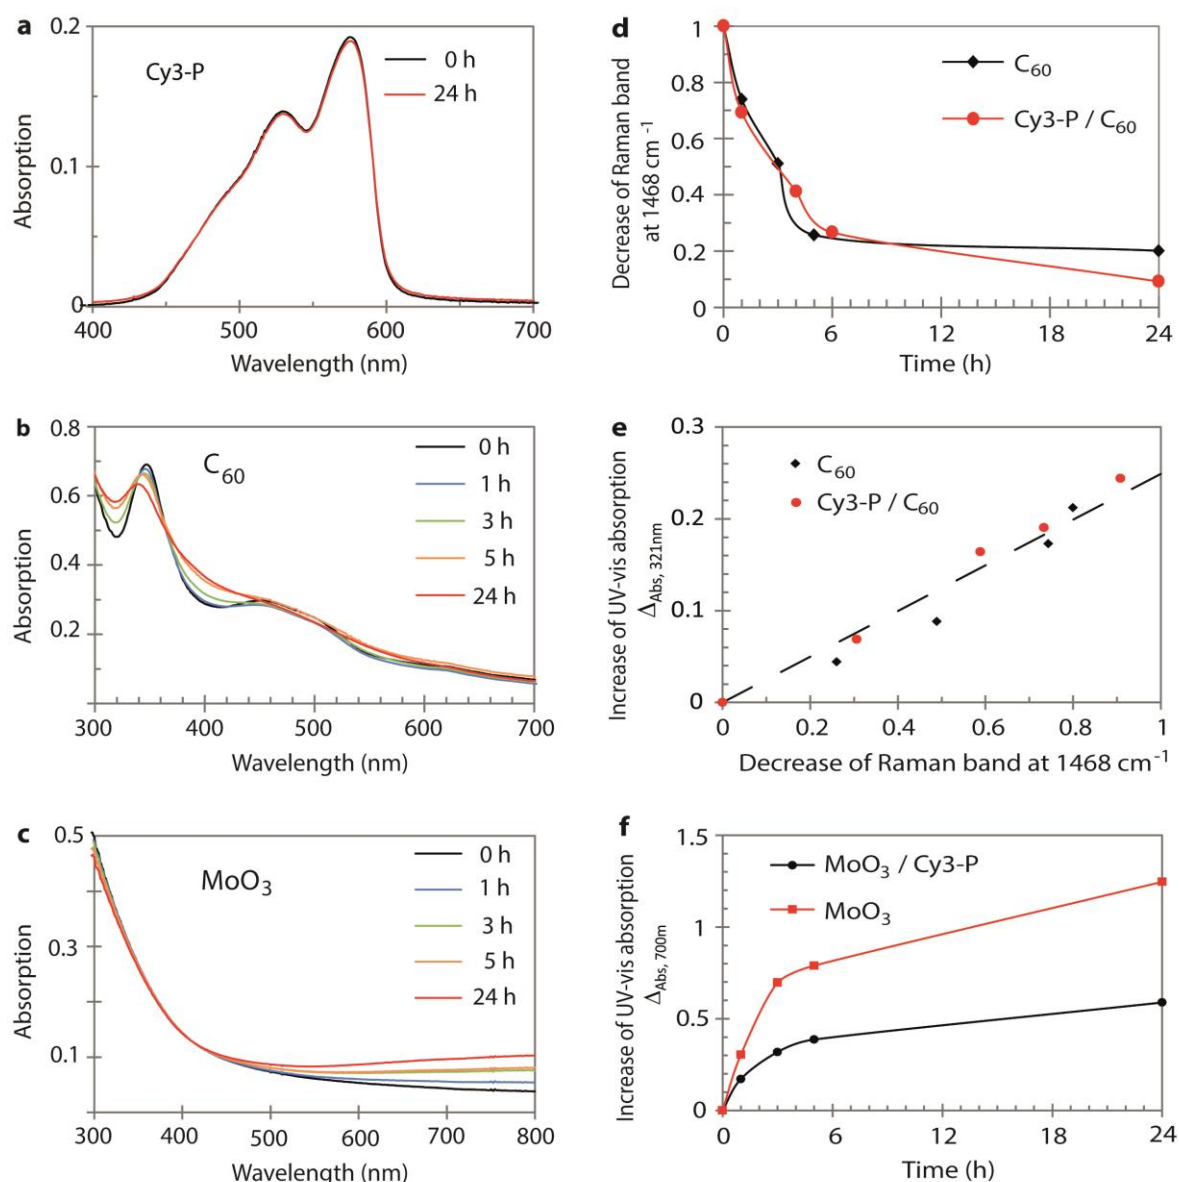 a
0.2
0.1
0
Absorption
Cy3-P
0 h
24 h
400 500 600 700
Wavelength (nm)
b
0.8
0.6
0.4
0.2
Absorption
C60
0 h
1 h
3 h
5 h
24 h
300 400 500 600 700
Wavelength (nm)
c
0.5
0.3
0.1
Absorption
MoO3
0 h
1 h
3 h
5 h
24 h
300 400 500 600 700 800
Wavelength (nm)
d
1
0.8
0.6
0.4
0.2
0
Decrease of Raman band
at 1468 cm-1
C60
Cy3-P / C60
0 6 12 18 24
Time (h)
e
0.3
0.2
0.1
0
Increase of UV-vis absorption
ΔAbs, 321nm
C60
Cy3-P / C60
0.2 0.4 0.6 0.8 1
Decrease of Raman band at 1468 cm-1
f
1.5
1
0.5
0
Increase of UV-vis absorption
ΔAbs, 700m
MoO3 / Cy3-P
MoO3
0 6 12 18 24
Time (h)